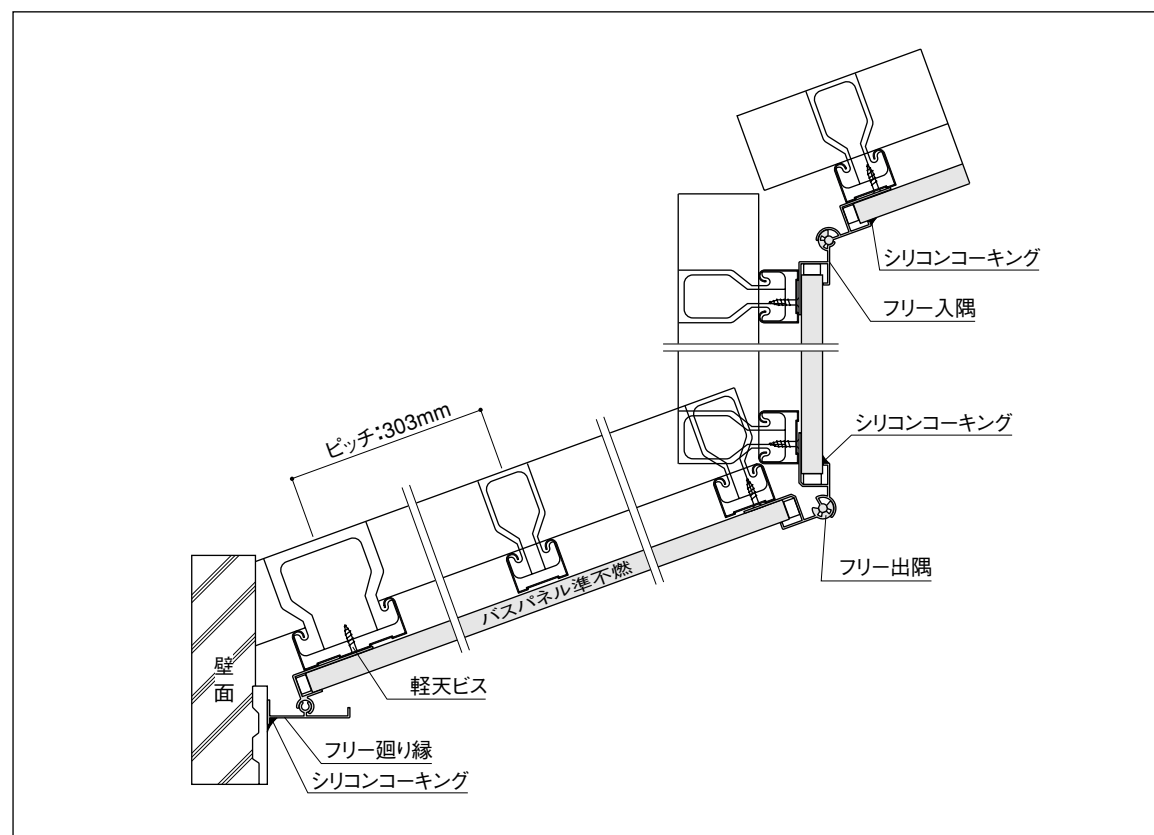 シリコンコーキング
フリー入隅
シリコンコーキング
ピッチ:303mm
フリー出隅
バスパネル準不燃
壁面
軽天ビス
フリー廻り縁
シリコンコーキング